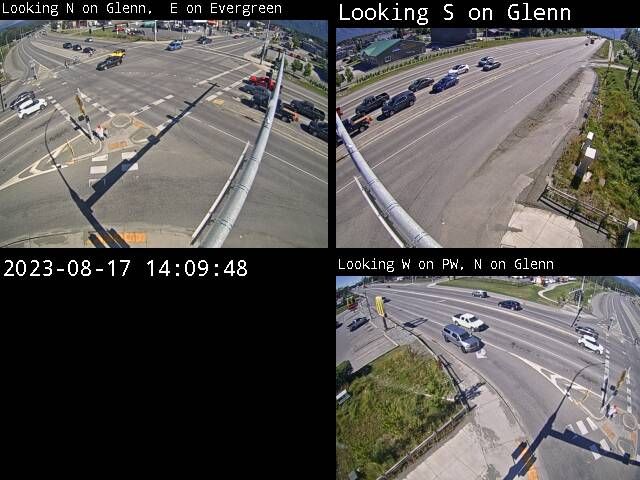 Looking N on Glenn,  E on Evergreen
Looking S on Glenn
2023-08-17 14:09:48
Looking W on PW, N on Glenn